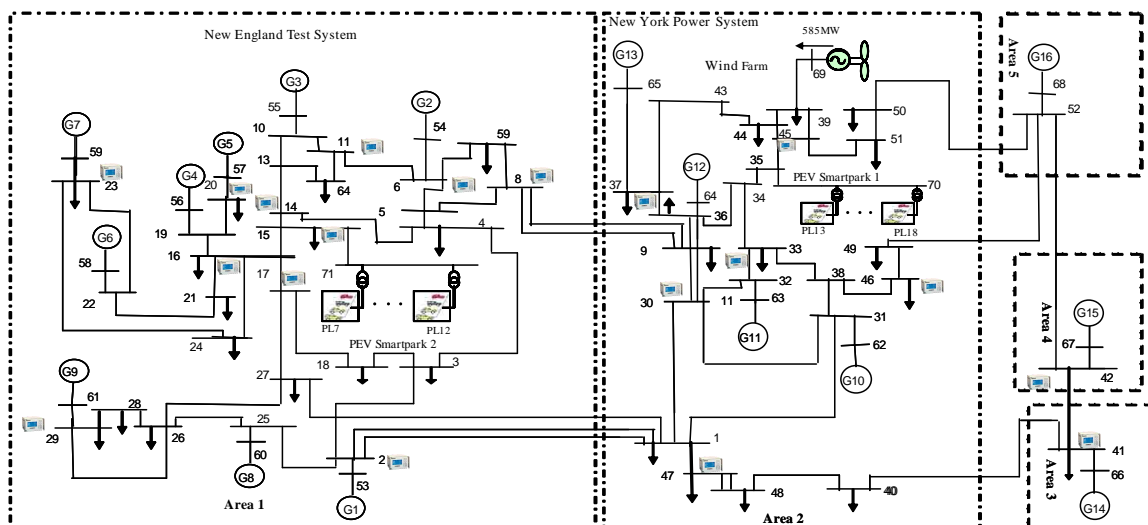 New England Test System
New York Power System
585MW
G13
G16
Wind Farm
69
68
Area 5
G3
65
43
52
G2
55
50
G7
10
54
59
39
11
44
45
51
G5
13
59
G12
35
G4
57
6
8
PEV Smartpark 1
70
23
20
64
37
64
34
56
14
5
4
36
PL13
PL18
G6
19
15
49
9
33
16
71
58
17
32
38
46
G15
21
30
11
63
22
31
Area 4
67
PL7
PL12
G11
24
PEV Smartpark 2
62
42
18
3
G9
27
G10
61
28
25
1
41
29
26
2
47
60
66
Area 3
G8
53
48
40
Area 1
G1
Area 2
G14